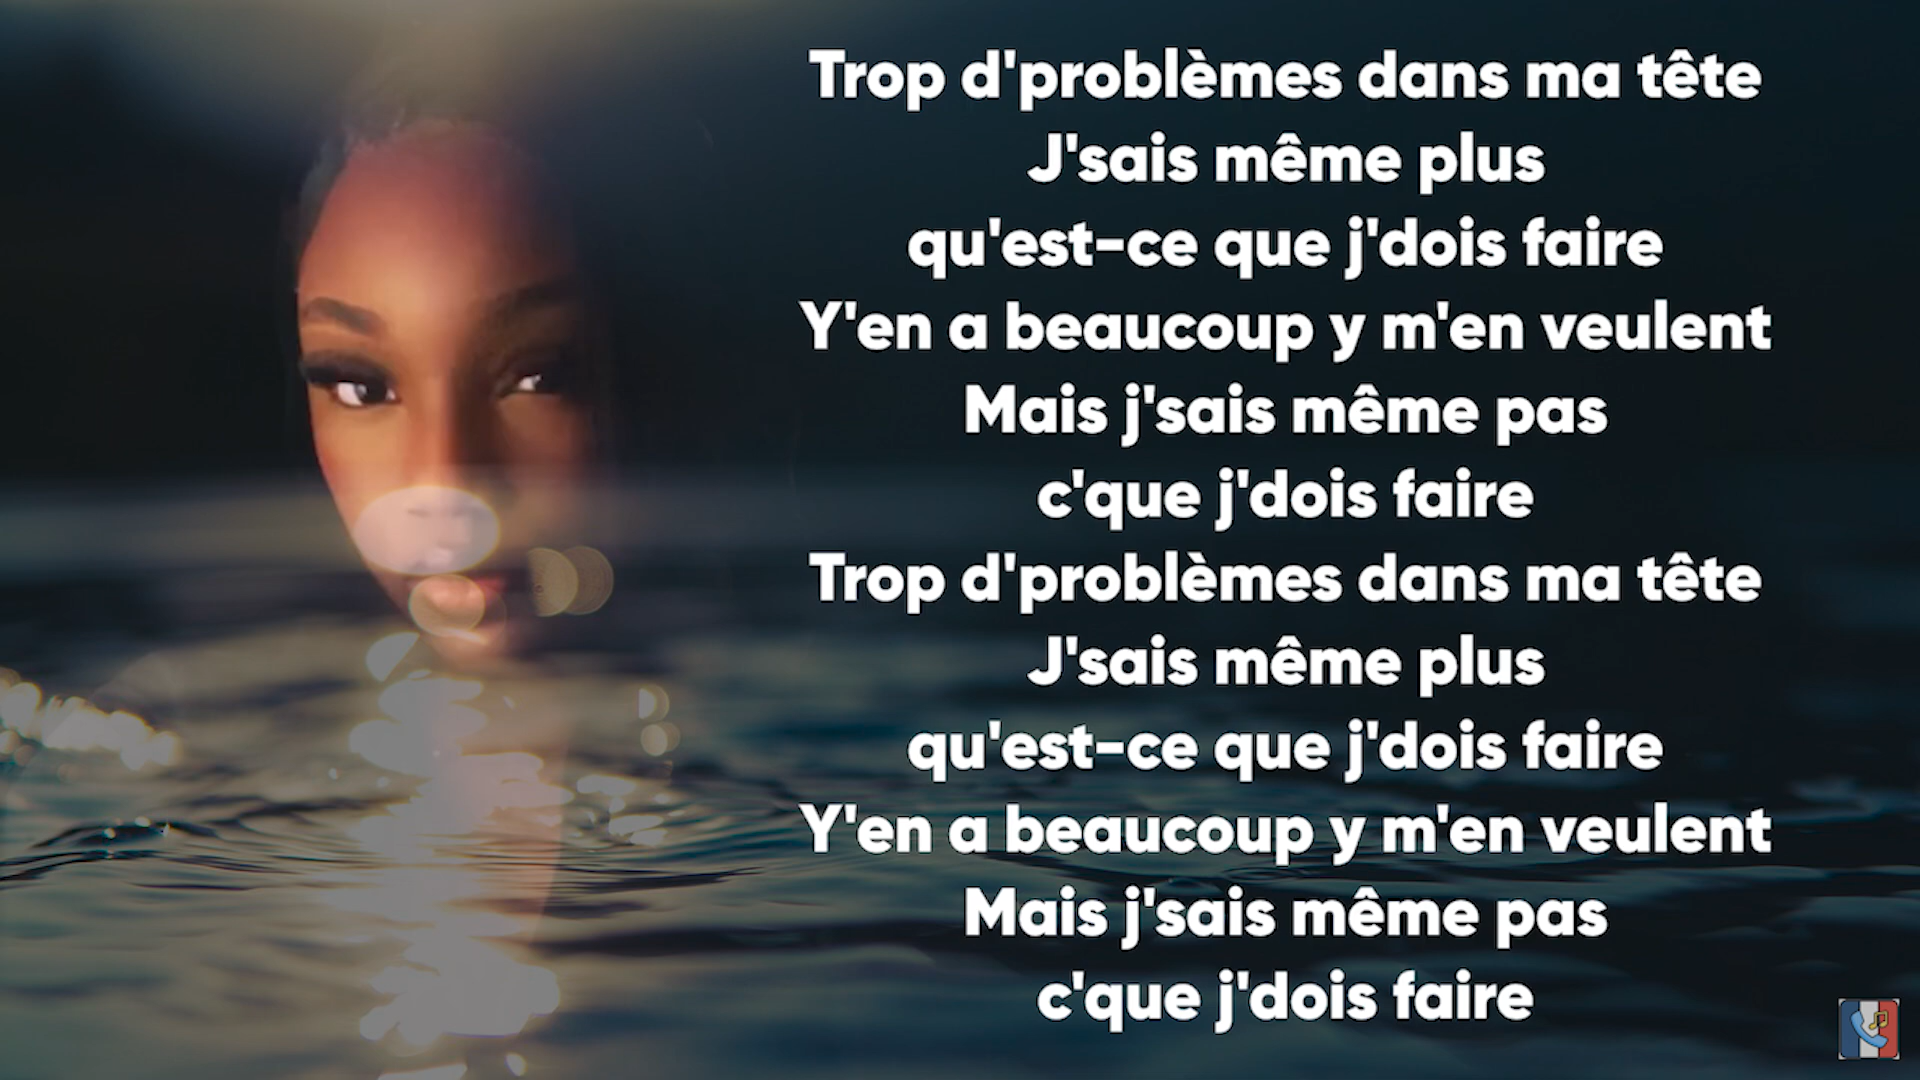 Trop d'problèmes dans ma tête
J'sais même plus
qu'est-ce que j'dois faire
Y'en a beaucoup y m'en veulent
Mais j'sais même pas
c'que j'dois faire
Trop d'problèmes dans ma tête
J'sais même plus
qu'est-ce que j'dois faire
Y'en a beaucoup y m'en veulent
Mais j'sais même pas
c'que j'dois faire